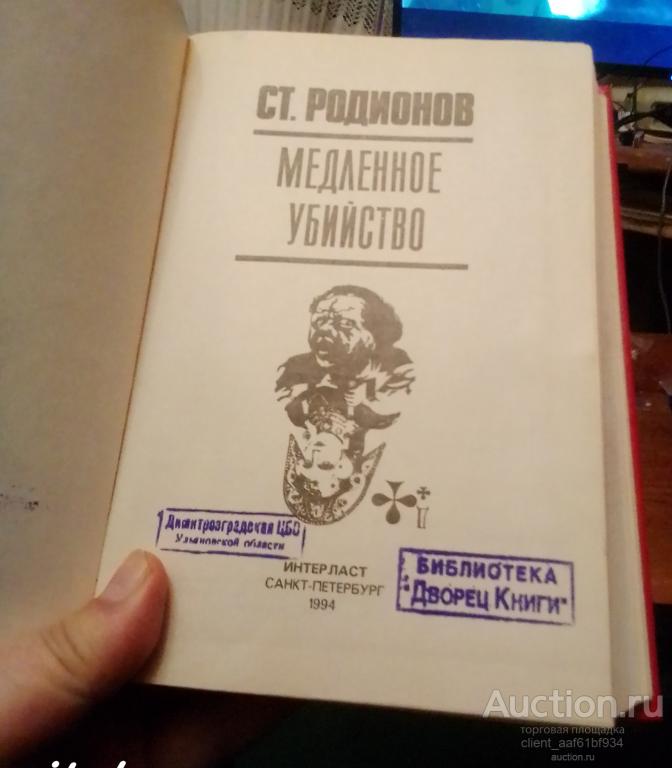 СТ. РОДИОНОВ
МЕДЛЕННОЕ
УБИЙСТВО
Димитровградская ЦБС
Ульяновской области
ИНТЕРЛАСТ
САНКТ-ПЕТЕРБУРГ
1994
БИБЛИОТЕКА
"ДВОРЕЦ КНИГИ"
Auction.ru
торговая площадка
client_aaf61bf934
auction.ru